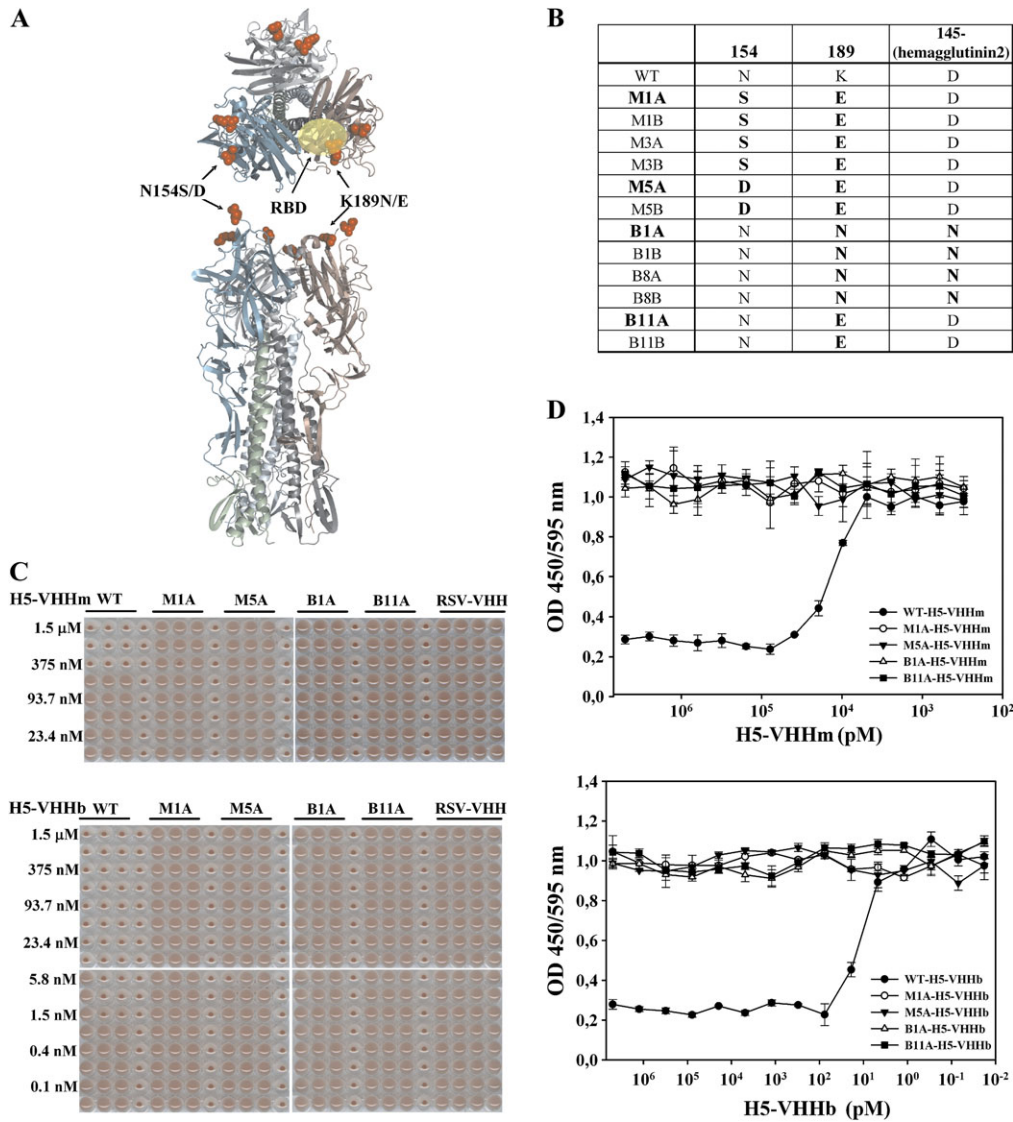 A
N154S/D
RBD
K189N/E
B
154 189 145-(hemagglutinin2)
WT N K D
M1A S E D
M1B S E D
M3A S E D
M3B S E D
M5A D E D
M5B D E D
B1A N N N
B1B N N N
B8A N N N
B8B N N N
B11A N E D
B11B N E D
C
H5-VHHm WT M1A M5A B1A B11A RSV-VHH
1.5 µM
375 nM
93.7 nM
23.4 nM
H5-VHHb WT M1A M5A B1A B11A RSV-VHH
1.5 µM
375 nM
93.7 nM
23.4 nM
5.8 nM
1.5 nM
0.4 nM
0.1 nM
D
OD 450/595 nm
1,4
1,2
1,0
0,8
0,6
0,4
0,2
0,0
WT-H5-VHHm
M1A-H5-VHHm
M5A-H5-VHHm
B1A-H5-VHHm
B11A-H5-VHHm
10⁶ 10⁵ 10⁴ 10³ 10²
H5-VHHm (pM)
OD 450/595 nm
1,4
1,2
1,0
0,8
0,6
0,4
0,2
0,0
WT-H5-VHHb
M1A-H5-VHHb
M5A-H5-VHHb
B1A-H5-VHHb
B11A-H5-VHHb
10⁶ 10⁵ 10⁴ 10³ 10² 10¹ 10⁰ 10⁻¹ 10⁻²
H5-VHHb (pM)